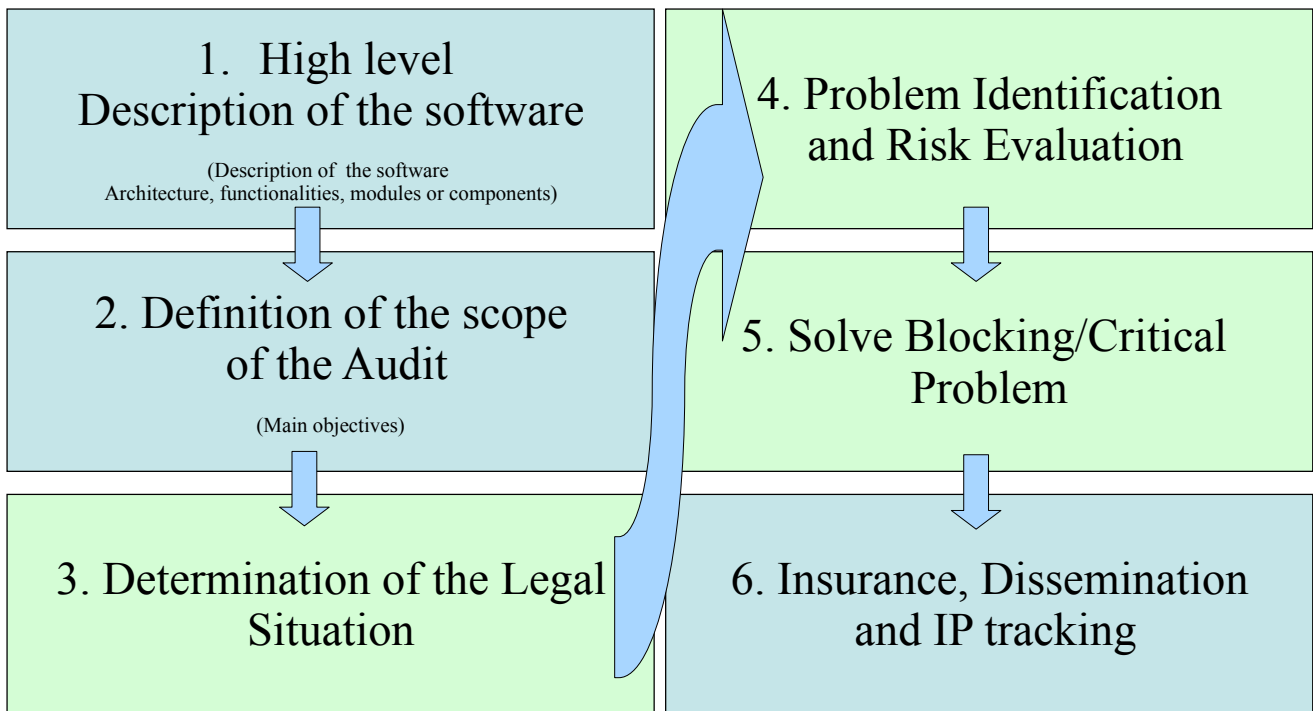 1. High level
Description of the software
(Description of the software
Architecture, functionalities, modules or components)
2. Definition of the scope
of the Audit
(Main objectives)
3. Determination of the Legal
Situation
4. Problem Identification
and Risk Evaluation
5. Solve Blocking/Critical
Problem
6. Insurance, Dissemination
and IP tracking